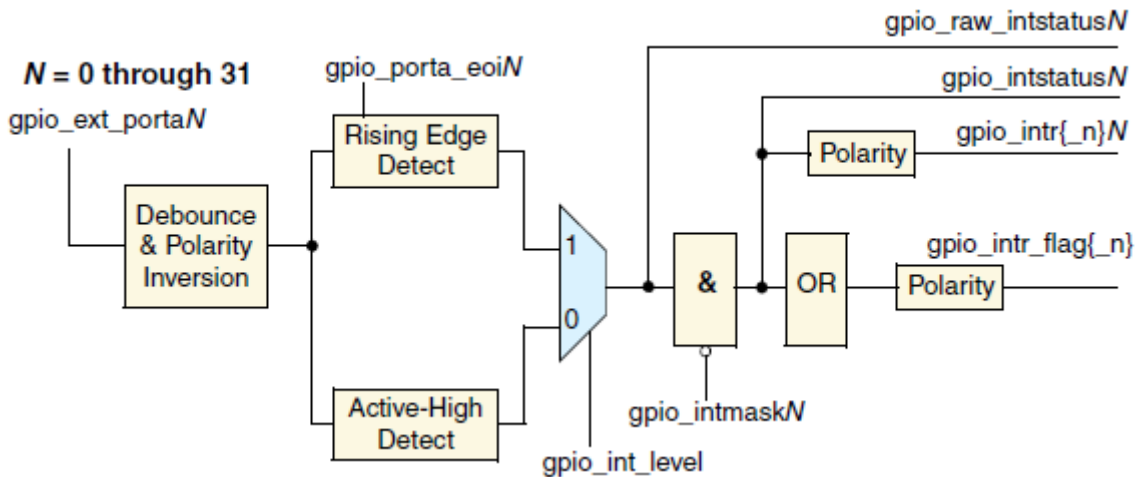 gpio_raw_intstatusN
N = 0 through 31
gpio_porta_eoiN
gpio_intstatusN
gpio_ext_portaN
Rising Edge
Detect
gpio_intr{_n}N
Polarity
Debounce
& Polarity
Inversion
1
0
&
OR
gpio_intr_flag{_n}
Polarity
Active-High
Detect
gpio_intmaskN
gpio_int_level